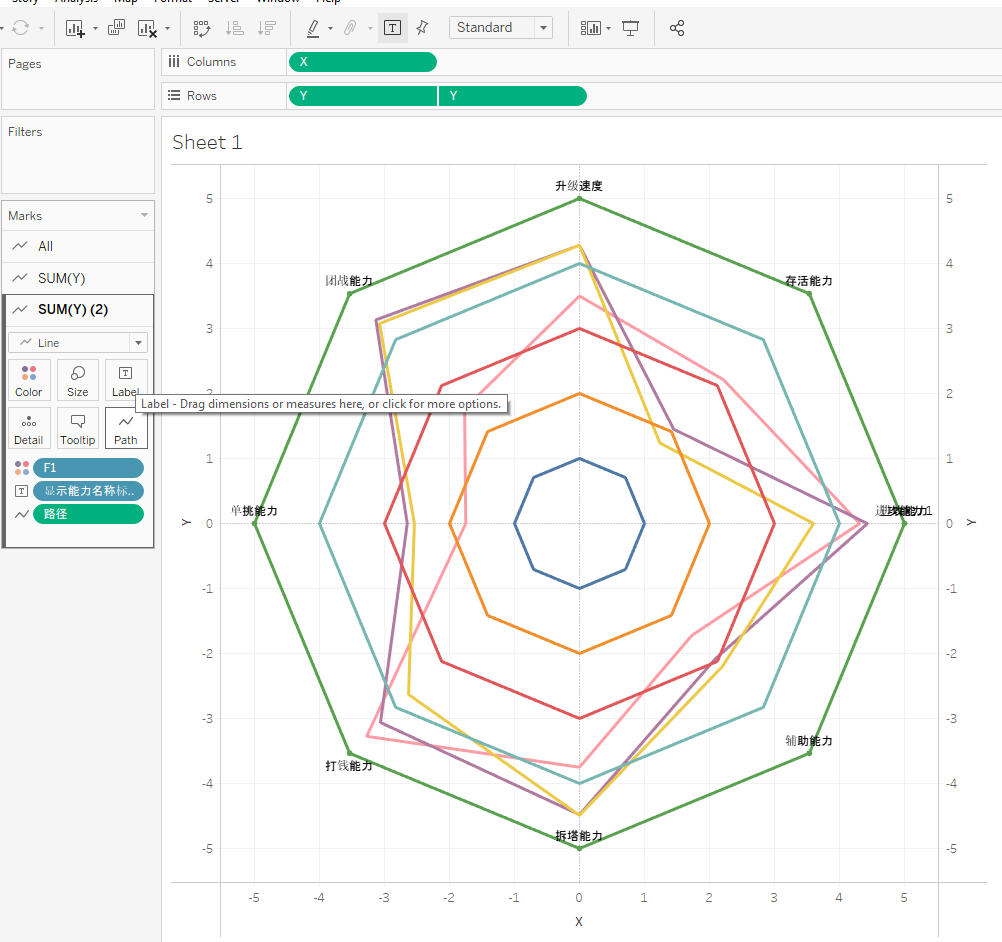 Story Analysis Map Format Server Window Help
Standard
Pages
Columns
X
Rows
Y
Y
Filters
Sheet 1
Marks
All
SUM(Y)
SUM(Y) (2)
Line
Color
Size
Label
Label - Drag dimensions or measures here, or click for more options.
Detail
Tooltip
Path
F1
显示能力名称标..
路径
升级速度
团战能力
存活能力
单挑能力
辅助能力
打钱能力
拆塔能力
5
4
3
2
1
0
-1
-2
-3
-4
-5
Y
5
4
3
2
1
0
-1
-2
-3
-4
-5
Y
-5
-4
-3
-2
-1
0
1
2
3
4
5
X